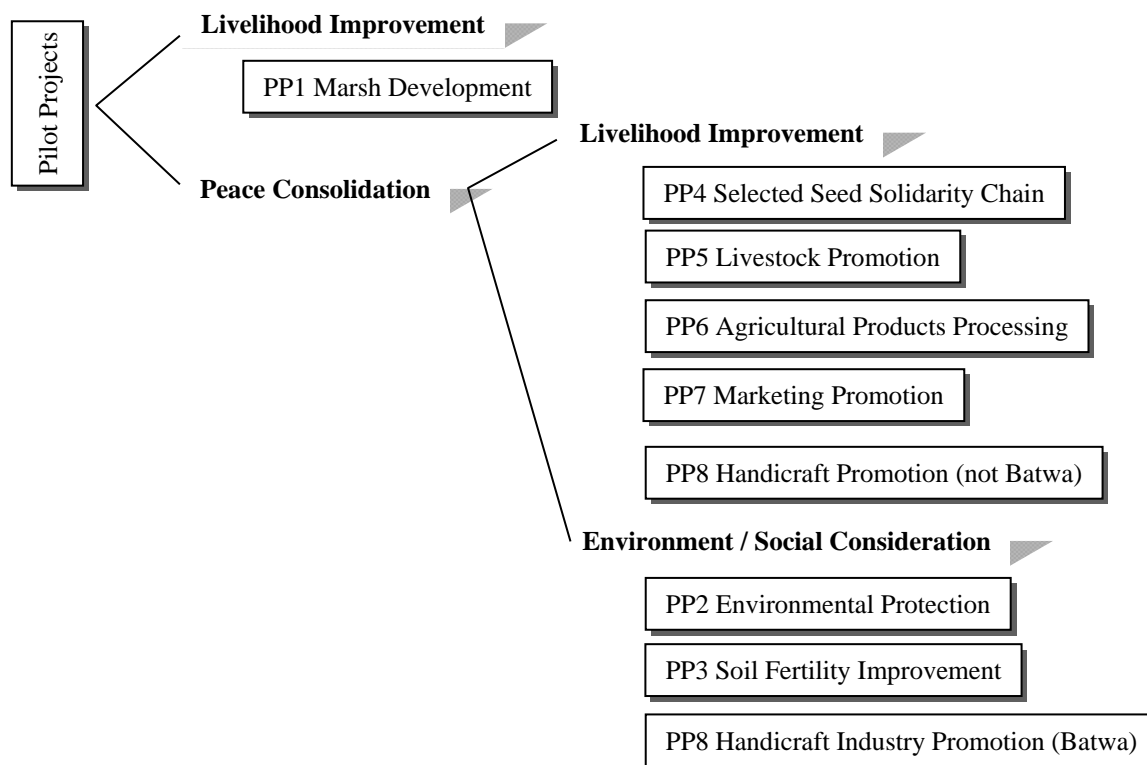 Pilot Projects
Livelihood Improvement
PP1 Marsh Development
Peace Consolidation
Livelihood Improvement
PP4 Selected Seed Solidarity Chain
PP5 Livestock Promotion
PP6 Agricultural Products Processing
PP7 Marketing Promotion
PP8 Handicraft Promotion (not Batwa)
Environment / Social Consideration
PP2 Environmental Protection
PP3 Soil Fertility Improvement
PP8 Handicraft Industry Promotion (Batwa)